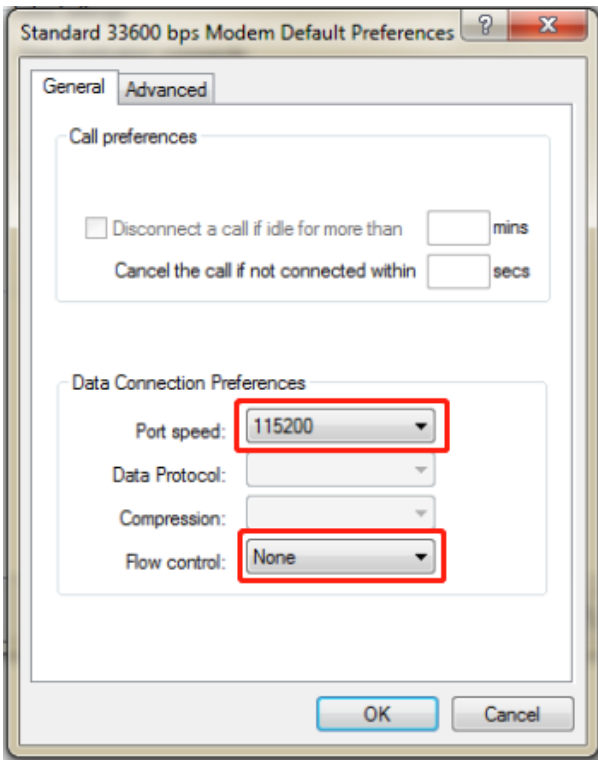 Standard 33600 bps Modem Default Preferences
General Advanced
Call preferences
Disconnect a call if idle for more than mins
Cancel the call if not connected within secs
Data Connection Preferences
Port speed: 115200
Data Protocol:
Compression:
Flow control: None
OK Cancel